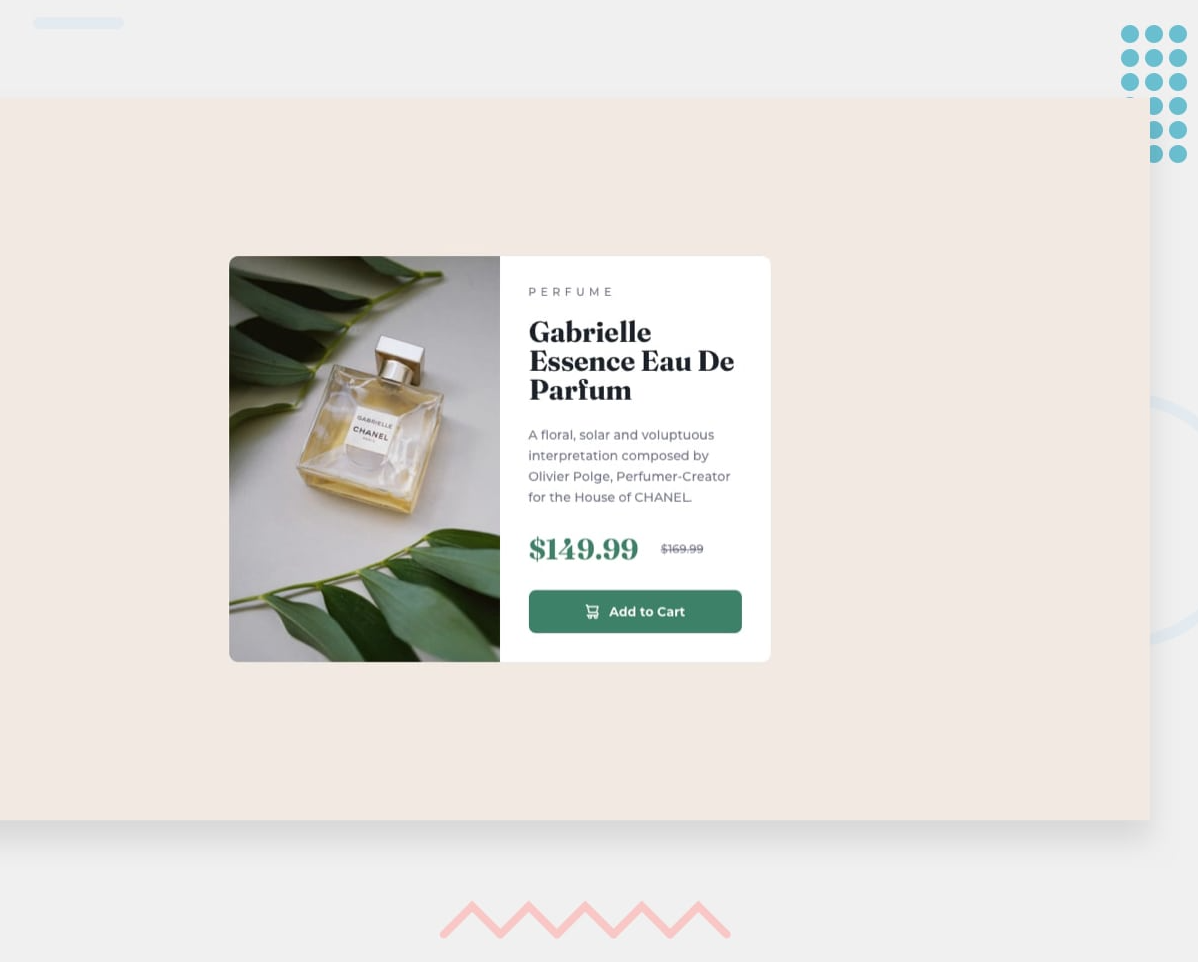 PERFUME
Gabrielle
Essence Eau De
Parfum
A floral, solar and voluptuous
interpretation composed by
Olivier Polge, Perfumer-Creator
for the House of CHANEL.
$149.99 $169.99
Add to Cart
GABRIELLE
CHANEL